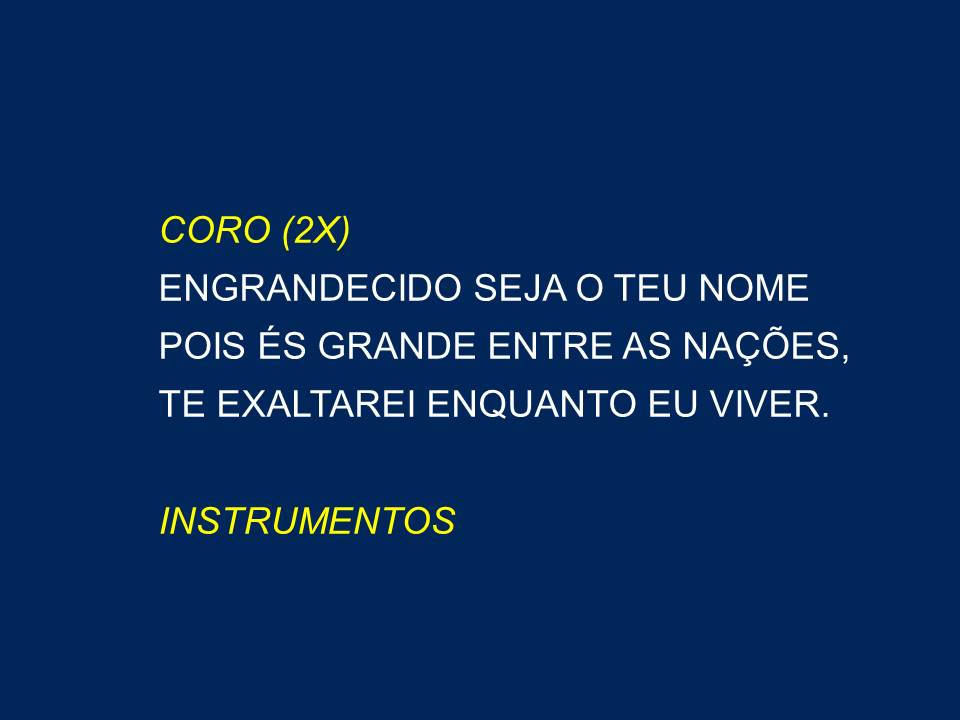 CORO (2X)
ENGRANDECIDO SEJA O TEU NOME
POIS ÉS GRANDE ENTRE AS NAÇÕES,
TE EXALTAREI ENQUANTO EU VIVER.
INSTRUMENTOS